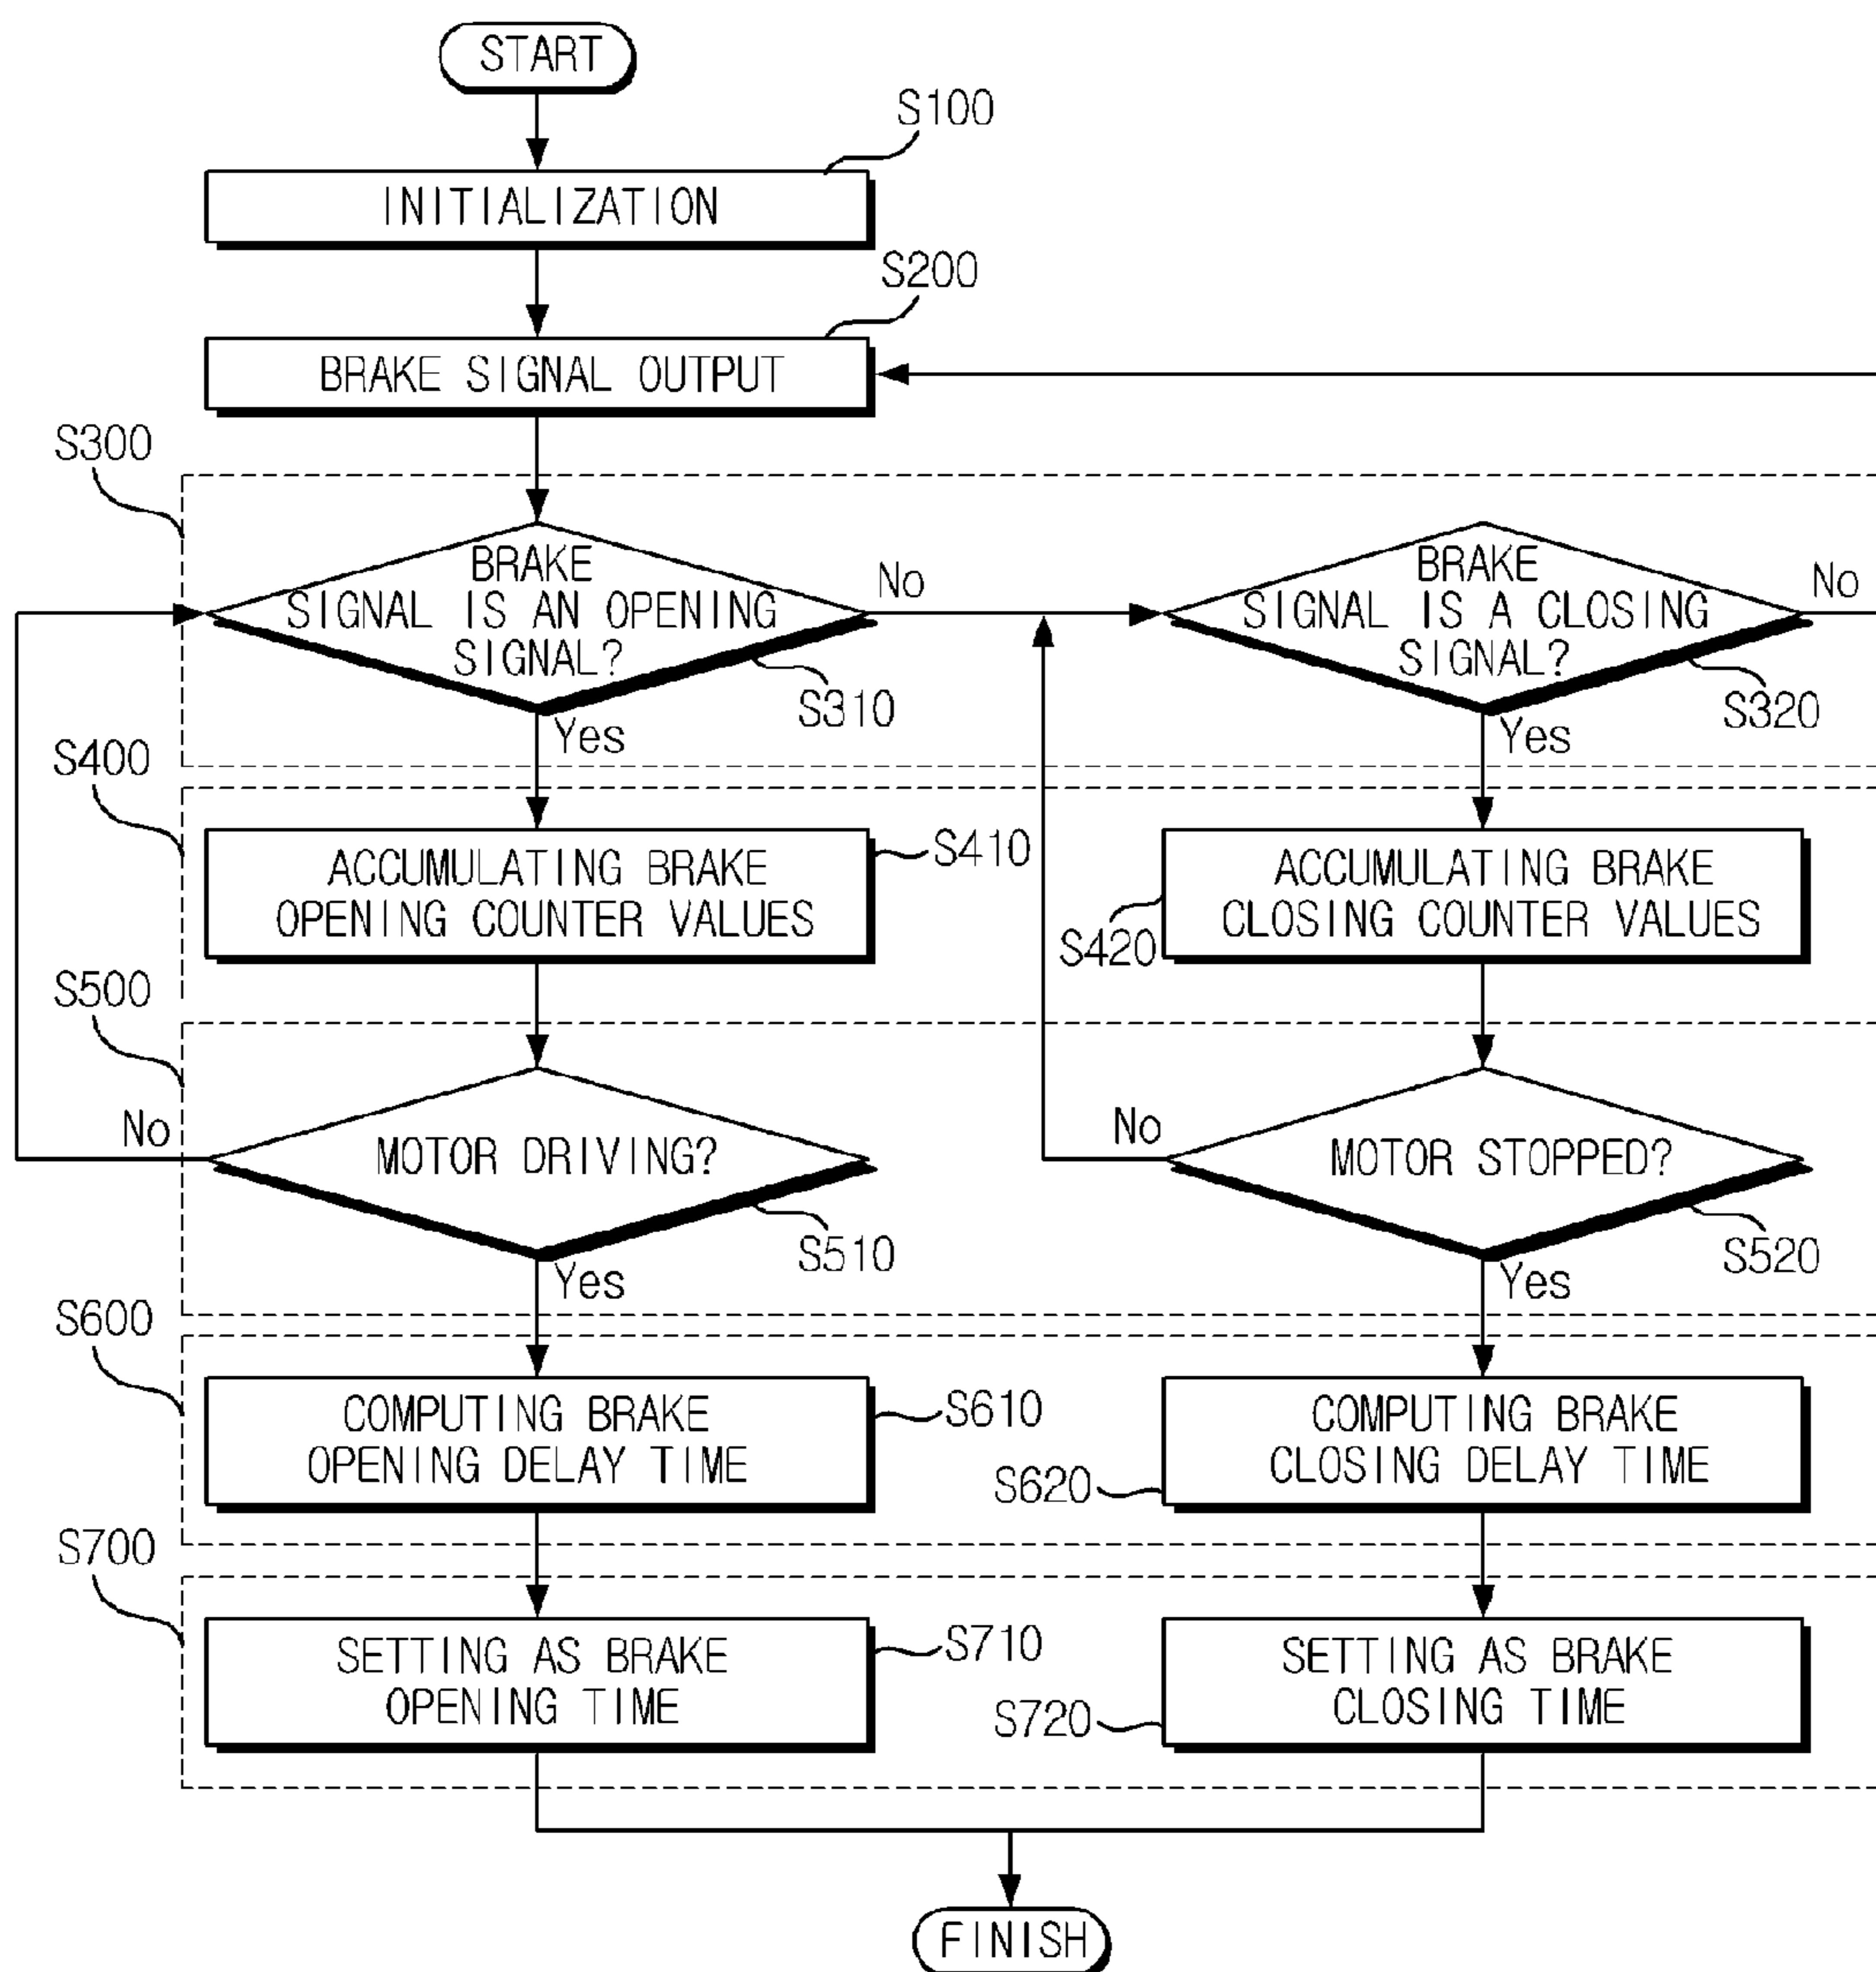 START
S100
INITIALIZATION
S200
BRAKE SIGNAL OUTPUT
S300
BRAKE
SIGNAL IS AN OPENING
SIGNAL?
No
S310
Yes
BRAKE
SIGNAL IS A CLOSING
SIGNAL?
No
S320
Yes
S400
ACCUMULATING BRAKE
OPENING COUNTER VALUES
S410
ACCUMULATING BRAKE
CLOSING COUNTER VALUES
S420
S500
No
MOTOR DRIVING?
S510
Yes
No
MOTOR STOPPED?
S520
Yes
S600
COMPUTING BRAKE
OPENING DELAY TIME
S610
COMPUTING BRAKE
CLOSING DELAY TIME
S620
S700
SETTING AS BRAKE
OPENING TIME
S710
SETTING AS BRAKE
CLOSING TIME
S720
FINISH